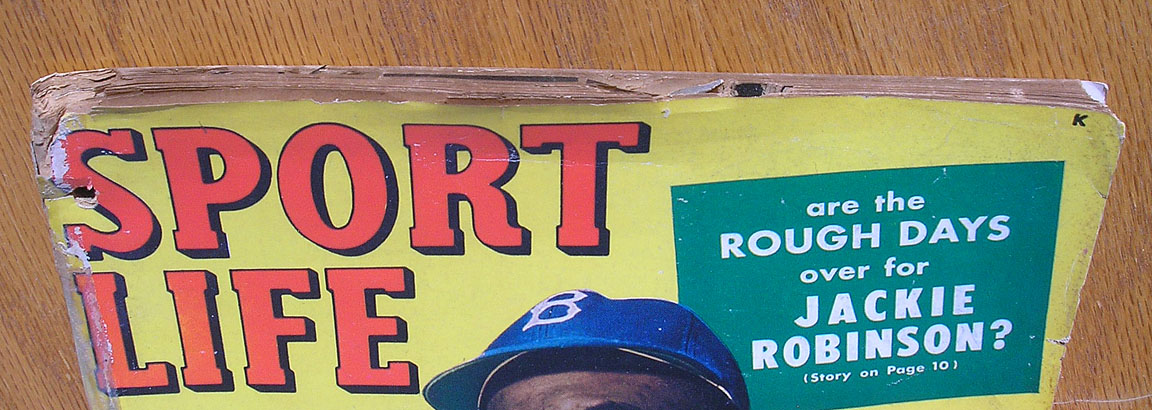 SPORT
LIFE
K
are the
ROUGH DAYS
over for
JACKIE
ROBINSON?
(Story on Page 10)
B